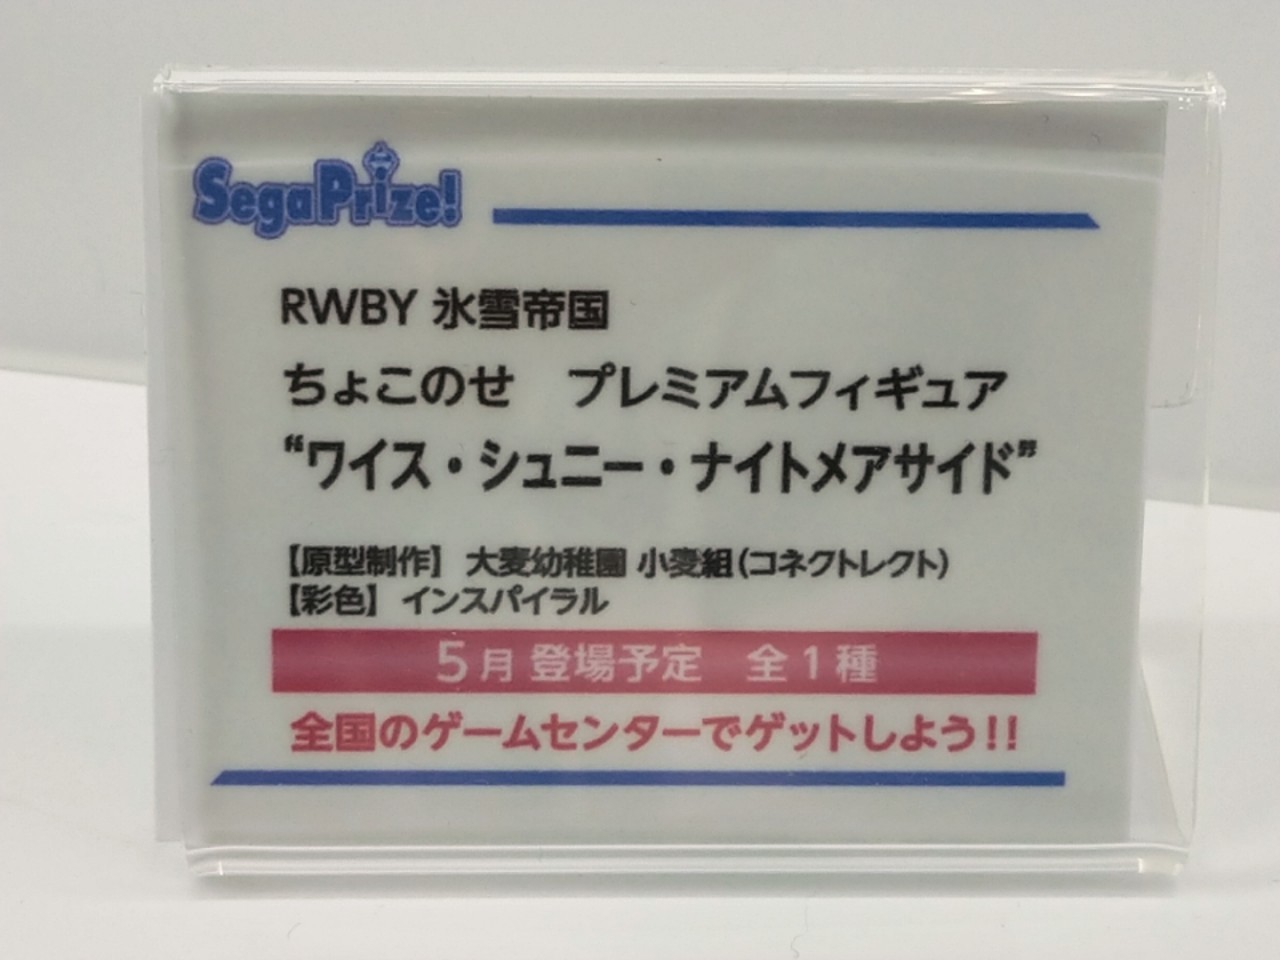 SegaPrize!
RWBY 氷雪帝国
ちょこのせ　プレミアムフィギュア
“ワイス・シュニー・ナイトメアサイド”
【原型制作】 大麦幼稚園 小麦組(コネクトレクト)
【彩色】 インスパイラル
5月 登場予定　全1種
全国のゲームセンターでゲットしよう!!